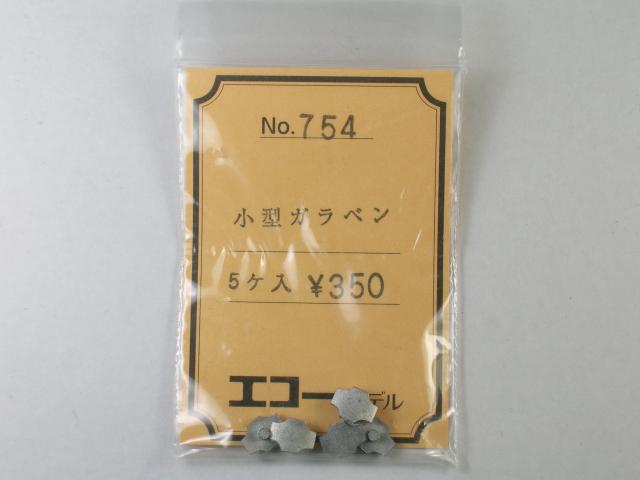 No.754
小型ガラベン
5ケ入 ¥350
エコーデル